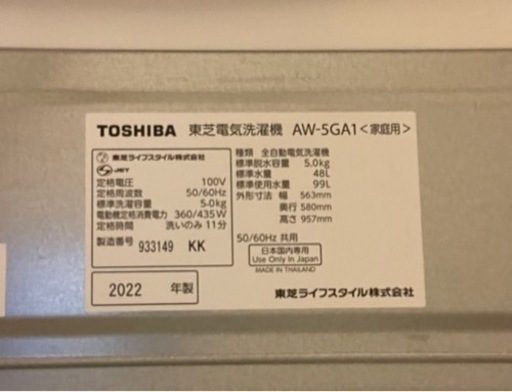 TOSHIBA 東芝電気洗濯機 AW-5GA1<家庭用>
東芝ライフスタイル株式会社
JET
定格電圧 100V
定格周波数 50/60Hz
標準洗濯容量 5.0kg
電動機定格消費電力 360/435W
定格時間 洗いのみ 11分
製造番号 933149 KK
種類 全自動電気洗濯機
標準脱水容量 5.0kg
標準水量 48L
標準使用水量 99L
外形寸法 幅 563mm
奥行 580mm
高さ 957mm
50/60Hz 共用
日本国内専用
Use Only in Japan
MADE IN THAILAND
2022 年製
東芝ライフスタイル株式会社